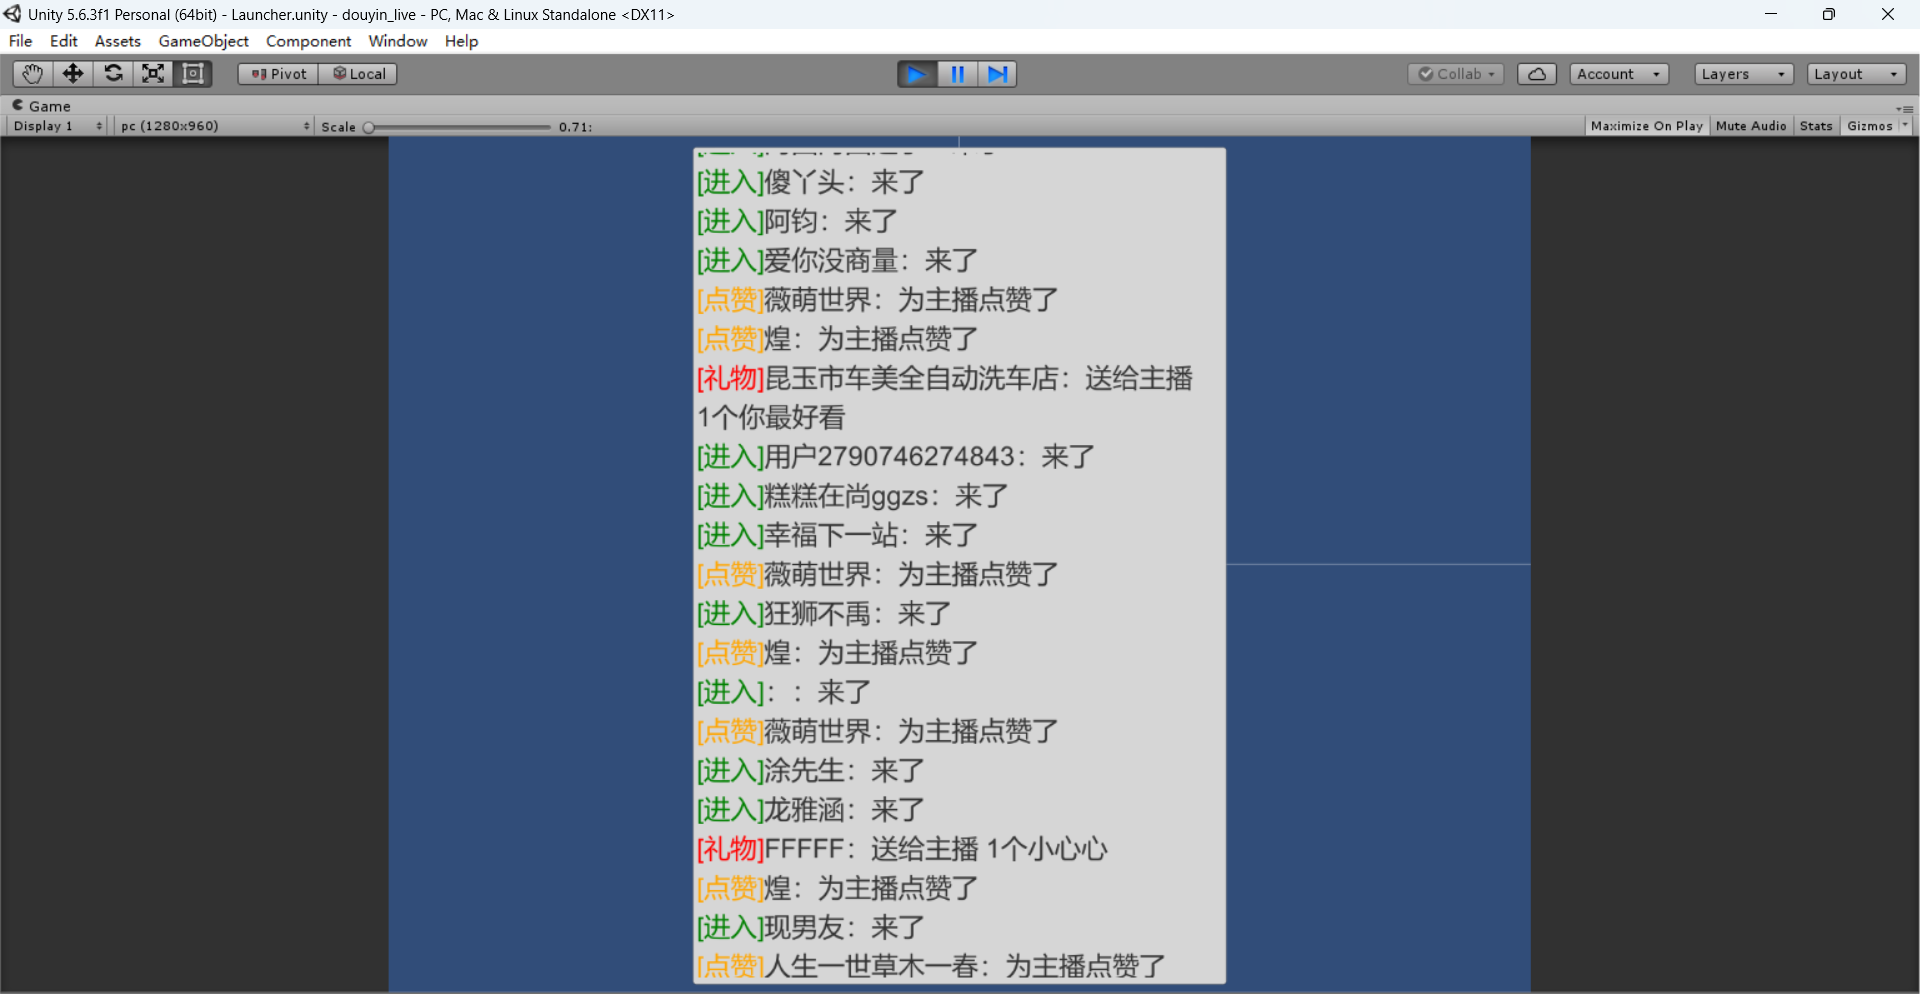 Unity 5.6.3f1 Personal (64bit) - Launcher.unity - douyin_live - PC, Mac & Linux Standalone <DX11>
File Edit Assets GameObject Component Window Help
Pivot Local Collab Account Layers Layout
Game
Display 1 pc (1280x960) Scale 0.71: Maximize On Play Mute Audio Stats Gizmos
[进入]傻丫头：来了
[进入]阿钧：来了
[进入]爱你没商量：来了
[点赞]薇萌世界：为主播点赞了
[点赞]煌：为主播点赞了
[礼物]昆玉市车美全自动洗车店：送给主播
1个你最好看
[进入]用户2790746274843：来了
[进入]糕糕在尚ggzs：来了
[进入]幸福下一站：来了
[点赞]薇萌世界：为主播点赞了
[进入]狂狮不禹：来了
[点赞]煌：为主播点赞了
[进入]：：来了
[点赞]薇萌世界：为主播点赞了
[进入]涂先生：来了
[进入]龙雅涵：来了
[礼物]FFFFF：送给主播 1个小心心
[点赞]煌：为主播点赞了
[进入]现男友：来了
[点赞]人生一世草木一春：为主播点赞了